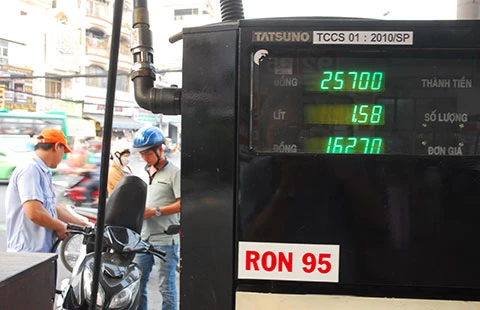 TATSUNO TCCS 01 : 2010/SP
ĐỒNG 25700 THÀNH TIỀN
LÍT 1.58 SỐ LƯỢNG
ĐỒNG 16270 ĐƠN GIÁ
RON 95